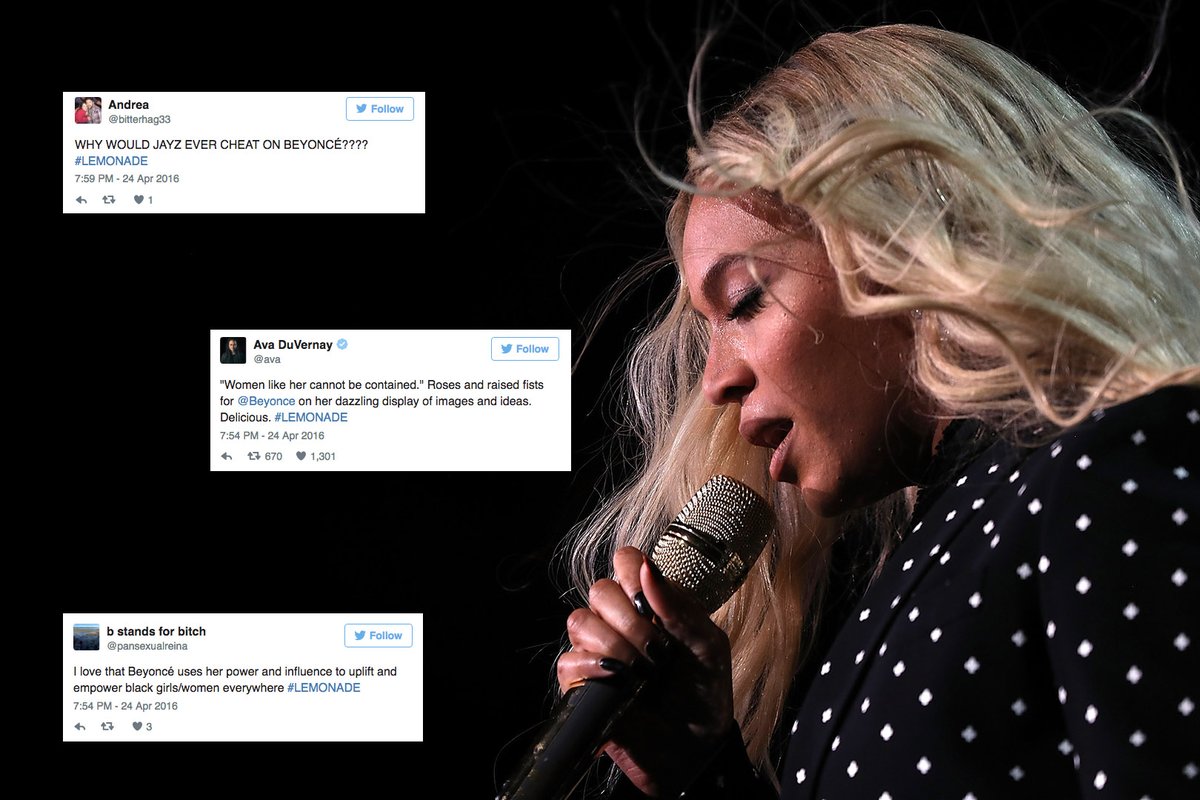 Andrea
@bitterhag33
Follow
WHY WOULD JAYZ EVER CHEAT ON BEYONCÉ????
#LEMONADE
7:59 PM - 24 Apr 2016
1
Ava DuVernay
@ava
Follow
"Women like her cannot be contained." Roses and raised fists
for @Beyonce on her dazzling display of images and ideas.
Delicious. #LEMONADE
7:54 PM - 24 Apr 2016
670 1,301
b stands for bitch
@pansexualreina
Follow
I love that Beyoncé uses her power and influence to uplift and
empower black girls/women everywhere #LEMONADE
7:54 PM - 24 Apr 2016
3